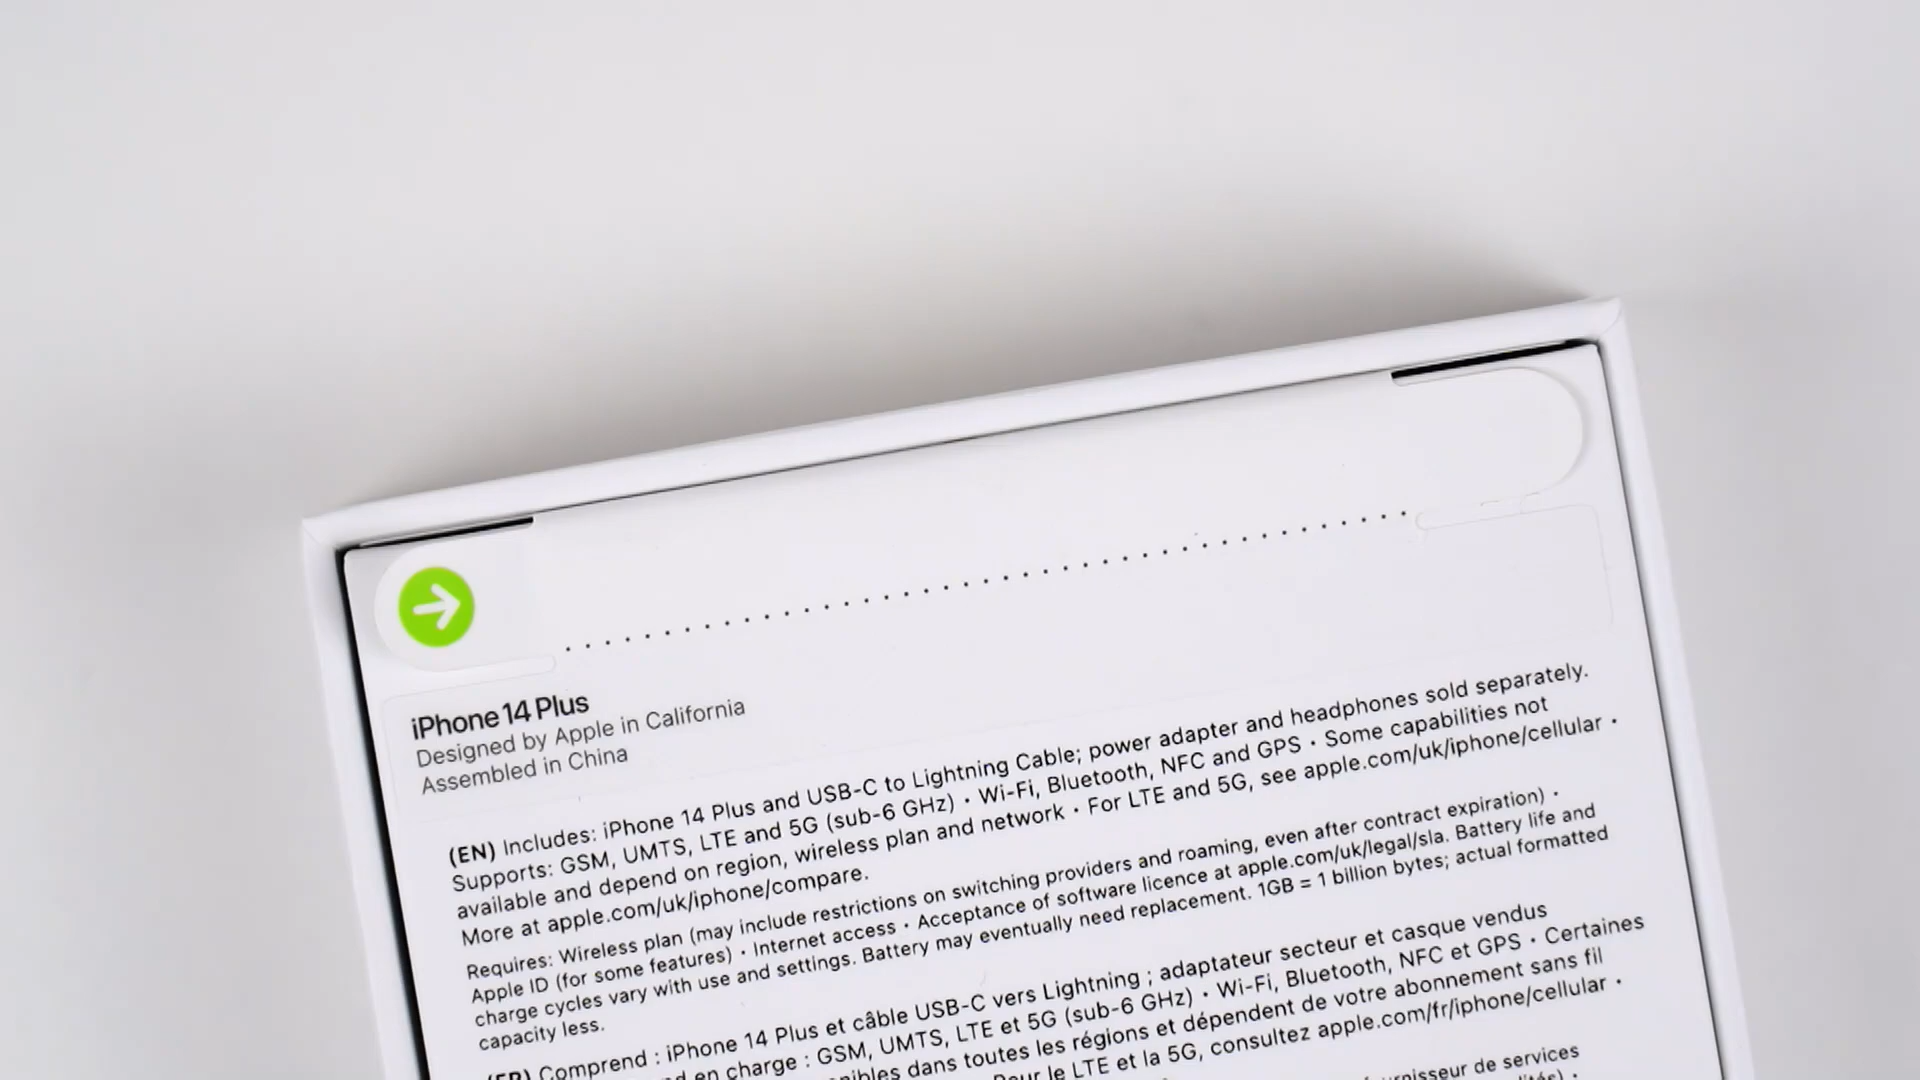 iPhone 14 Plus
Designed by Apple in California
Assembled in China
(EN) Includes: iPhone 14 Plus and USB-C to Lightning Cable; power adapter and headphones sold separately.
Supports: GSM, UMTS, LTE and 5G (sub-6 GHz) • Wi-Fi, Bluetooth, NFC and GPS • Some capabilities not
available and depend on region, wireless plan and network • For LTE and 5G, see apple.com/uk/iphone/cellular •
More at apple.com/uk/iphone/compare.
Requires: Wireless plan (may include restrictions on switching providers and roaming, even after contract expiration) •
Apple ID (for some features) • Internet access • Acceptance of software licence at apple.com/uk/legal/sla. Battery life and
charge cycles vary with use and settings. Battery may eventually need replacement. 1GB = 1 billion bytes; actual formatted
capacity less.
(FR) Comprend : iPhone 14 Plus et câble USB-C vers Lightning ; adaptateur secteur et casque vendus
en charge : GSM, UMTS, LTE et 5G (sub-6 GHz) • Wi-Fi, Bluetooth, NFC et GPS • Certaines
dans toutes les régions et dépendent de votre abonnement sans fil
Pour le LTE et la 5G, consultez apple.com/fr/iphone/cellular •
de services